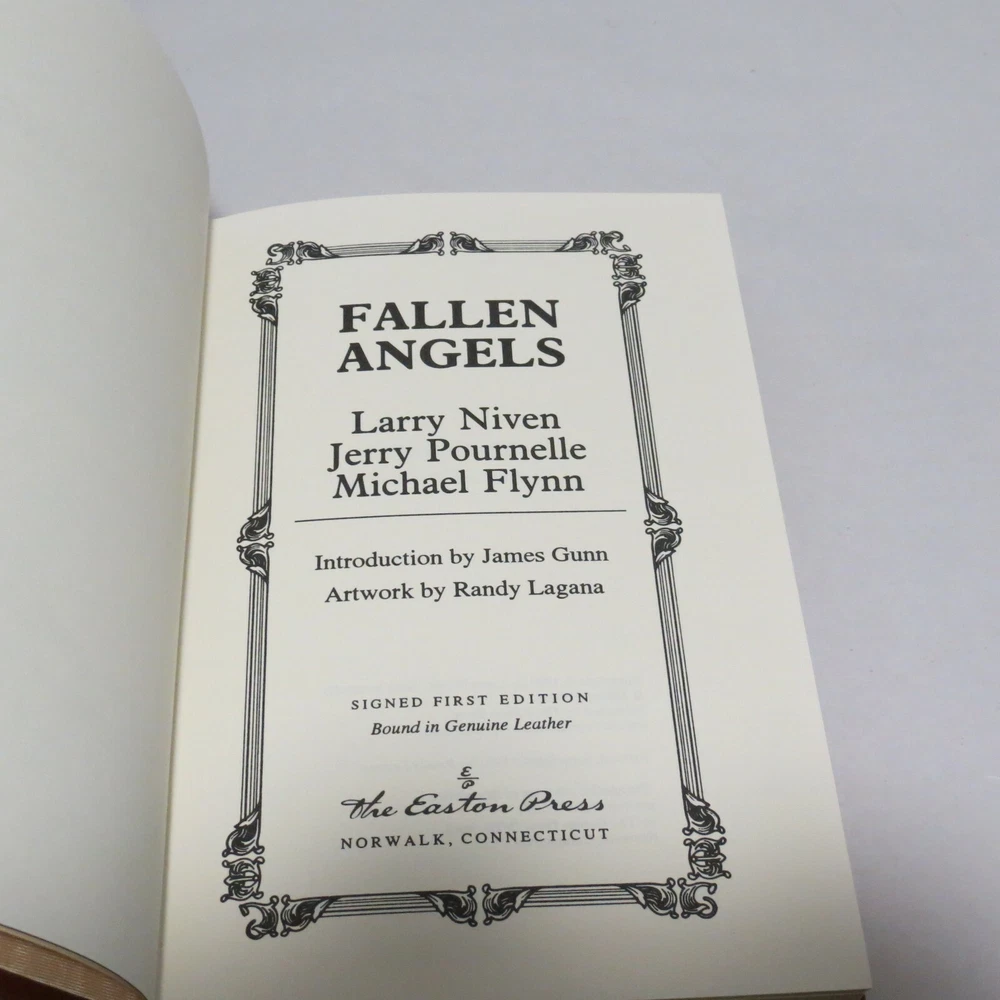 FALLEN
ANGELS
Larry Niven
Jerry Pournelle
Michael Flynn
Introduction by James Gunn
Artwork by Randy Lagana
SIGNED FIRST EDITION
Bound in Genuine Leather
E
P
The Easton Press
NORWALK, CONNECTICUT